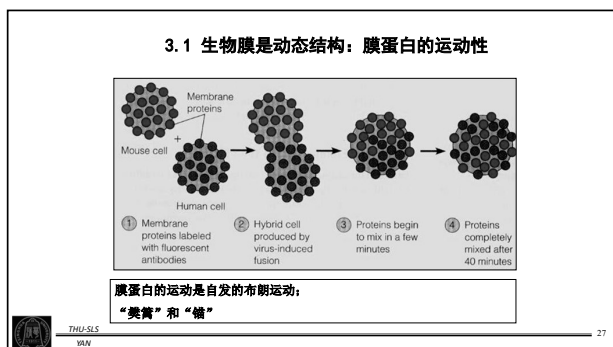 3.1 生物膜是动态结构：膜蛋白的运动性
Membrane
proteins
+
Mouse cell
Human cell
1 Membrane
proteins labeled
with fluorescent
antibodies
2 Hybrid cell
produced by
virus-induced
fusion
3 Proteins begin
to mix in a few
minutes
4 Proteins
completely
mixed after
40 minutes
膜蛋白的运动是自发的布朗运动；
“樊篱”和“锚”
THU-SLS
YAN
27